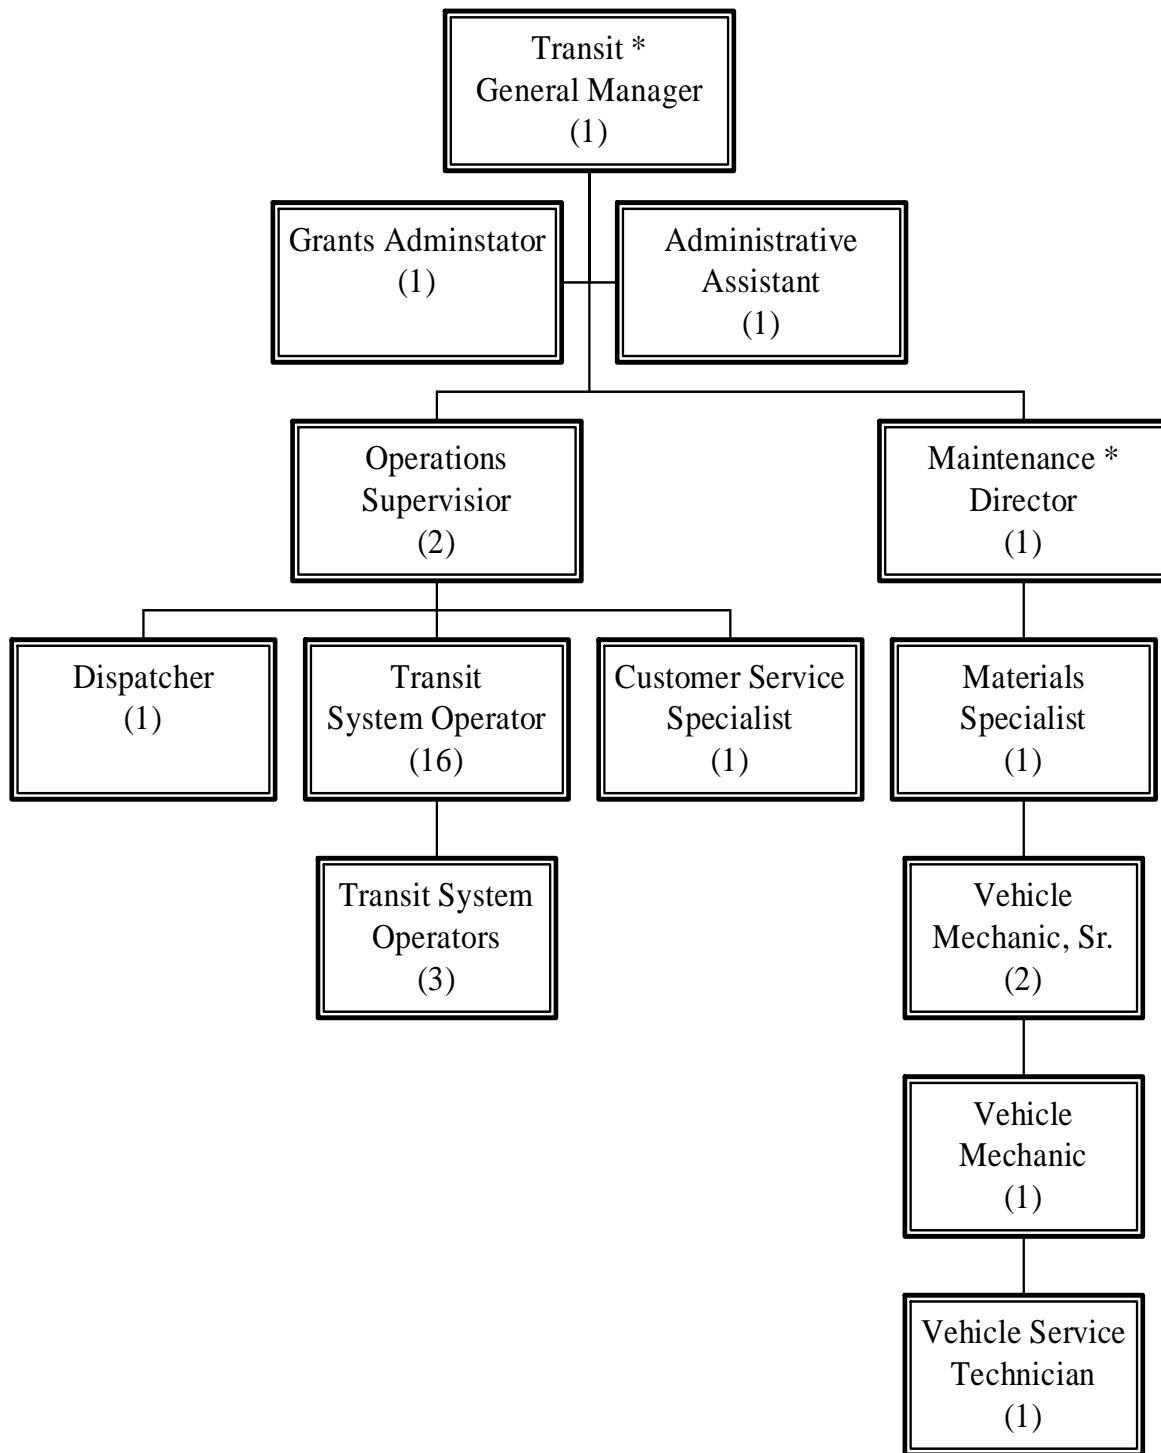 Transit *
General Manager
(1)
Grants Adminstator
(1)
Administrative
Assistant
(1)
Operations
Supervisior
(2)
Maintenance *
Director
(1)
Dispatcher
(1)
Transit
System Operator
(16)
Customer Service
Specialist
(1)
Materials
Specialist
(1)
Transit System
Operators
(3)
Vehicle
Mechanic, Sr.
(2)
Vehicle
Mechanic
(1)
Vehicle Service
Technician
(1)